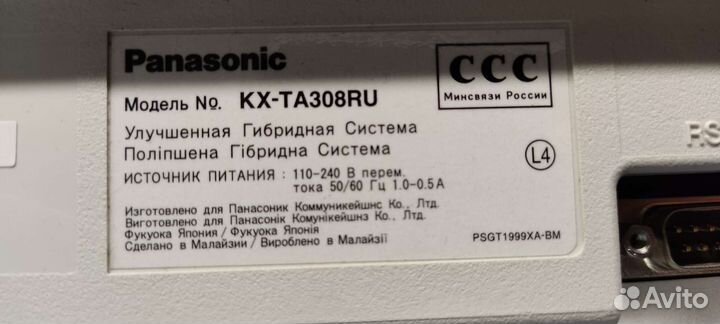 Panasonic
Модель No. KX-TA308RU
Улучшенная Гибридная Система
Поліпшена Гібридна Система
ИСТОЧНИК ПИТАНИЯ : 110-240 В перем.
тока 50/60 Гц 1.0-0.5 А
Изготовлено для Панасоник Коммуникейшнс Ко., Лтд.
Виготовлено для Панасонік Комунікейшнз Ко., Лтд.
Фукуока Япония / Фукуока Японія
Сделано в Малайзии / Вироблено в Малайзії
ССС
Минсвязи России
L4
PSGT1999XA-BM
RS
Avito